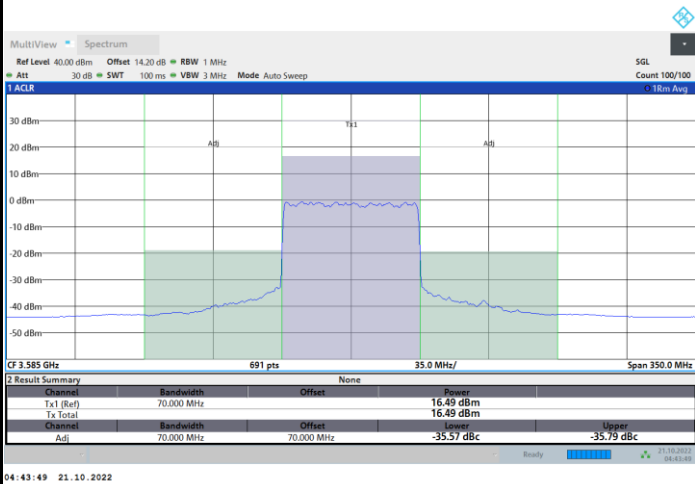 MultiView Spectrum
Ref Level 40.00 dBm Offset 14.20 dB RBW 1 MHz SGL
Att 30 dB SWT 100 ms VBW 3 MHz Mode Auto Sweep Count 100/100
1 ACLR 1Rm Avg
30 dBm
Tx1
20 dBm
Adj Adj
10 dBm
0 dBm
-10 dBm
-20 dBm
-30 dBm
-40 dBm
-50 dBm
CF 3.585 GHz 691 pts 35.0 MHz/ Span 350.0 MHz
2 Result Summary None
Channel Bandwidth Offset Power
Tx1 (Ref) 70.000 MHz 16.49 dBm
Tx Total 16.49 dBm
Channel Bandwidth Offset Lower Upper
Adj 70.000 MHz 70.000 MHz -35.57 dBc -35.79 dBc
Ready 21.10.2022
04:43:48
04:43:49 21.10.2022